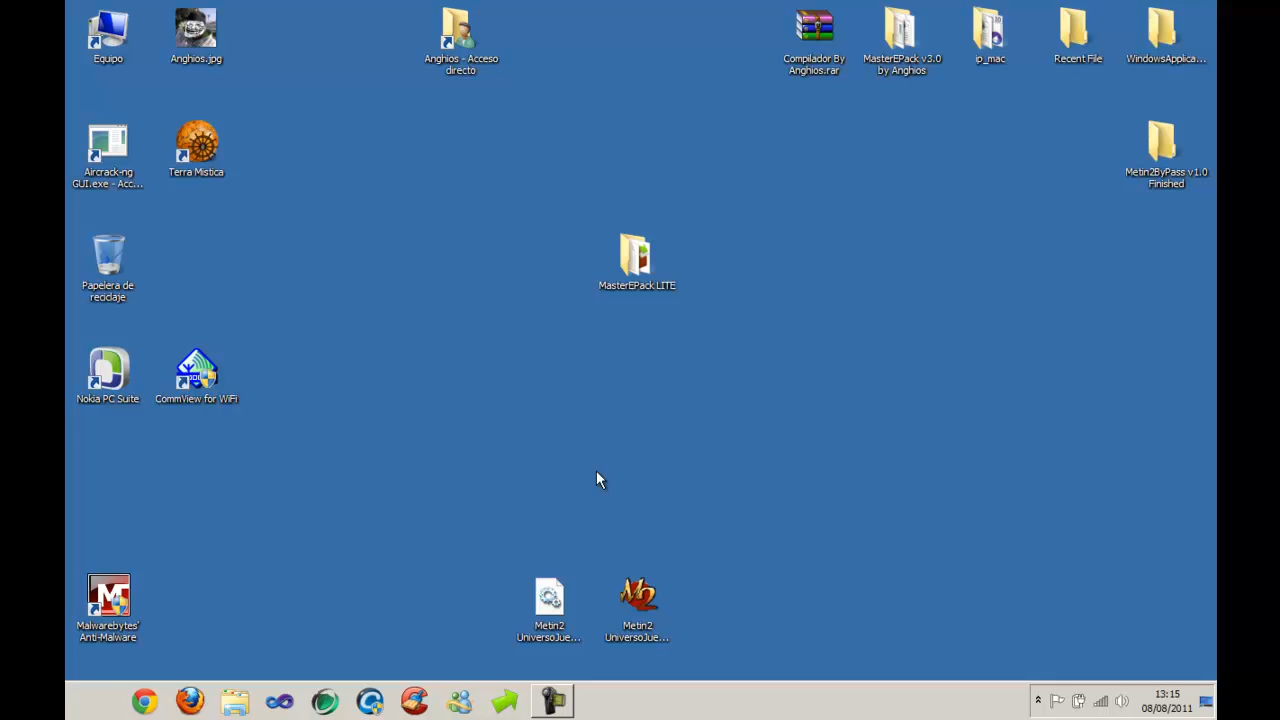 Equipo
Anghios.jpg
Anghios - Acceso
directo
Compilador By
Anghios.rar
MasterEPack v3.0
by Anghios
ip_mac
Recent File
WindowsApplica...
Aircrack-ng
GUI.exe - Acc...
Terra Mistica
Metin2ByPass v1.0
Finished
Papelera de
reciclaje
MasterEPack LITE
Nokia PC Suite
CommView for WiFi
Malwarebytes'
Anti-Malware
Metin2
UniversoJue...
Metin2
UniversoJue...
13:15
08/08/2011